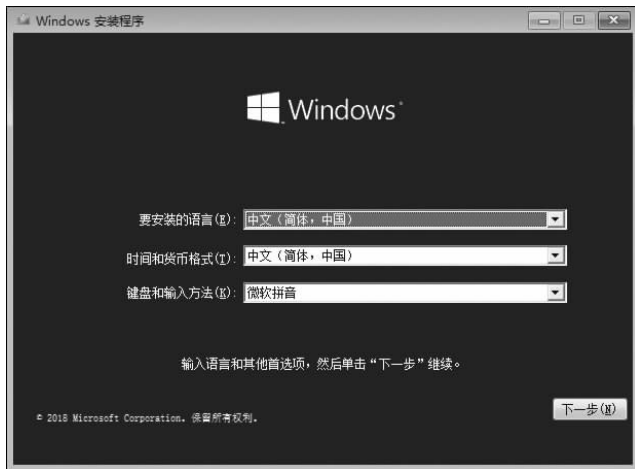 Windows 安装程序
Windows
要安装的语言(E): 中文（简体，中国）
时间和货币格式(T): 中文（简体，中国）
键盘和输入方法(K): 微软拼音
输入语言和其他首选项，然后单击“下一步”继续。
© 2018 Microsoft Corporation。保留所有权利。
下一步(N)